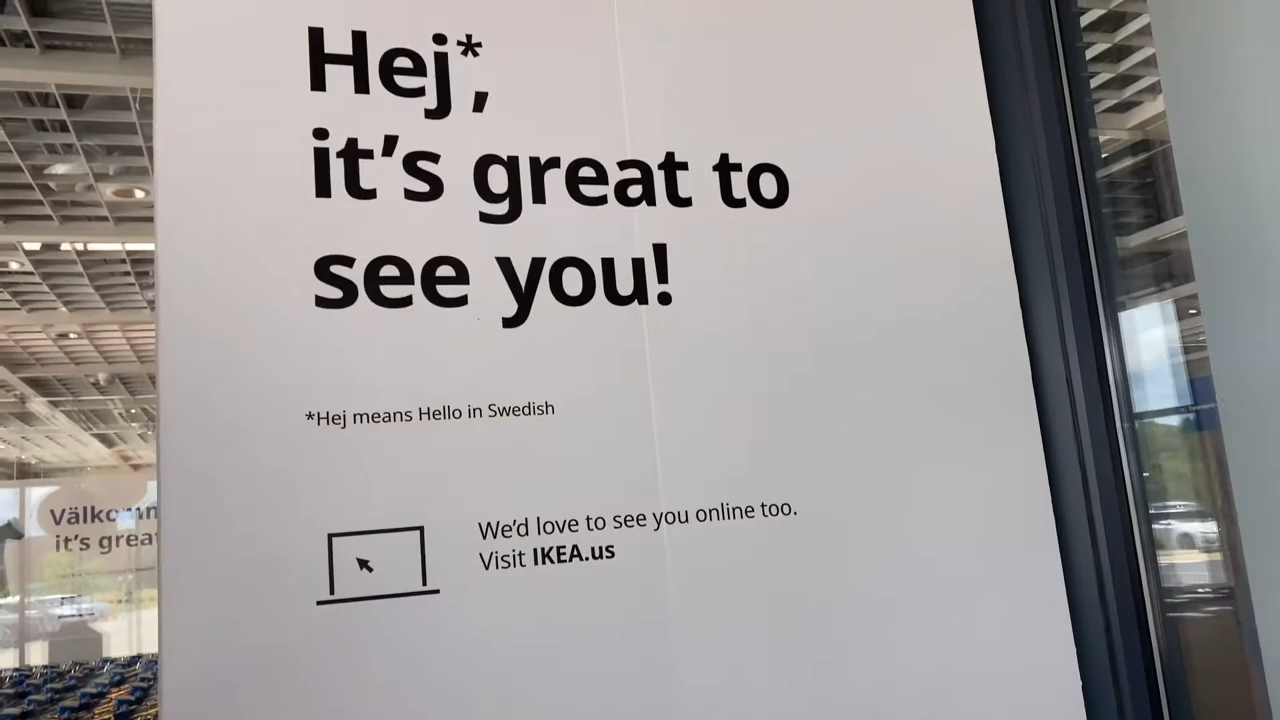 Hej*,
it's great to
see you!
*Hej means Hello in Swedish
We'd love to see you online too.
Visit IKEA.us
it's great